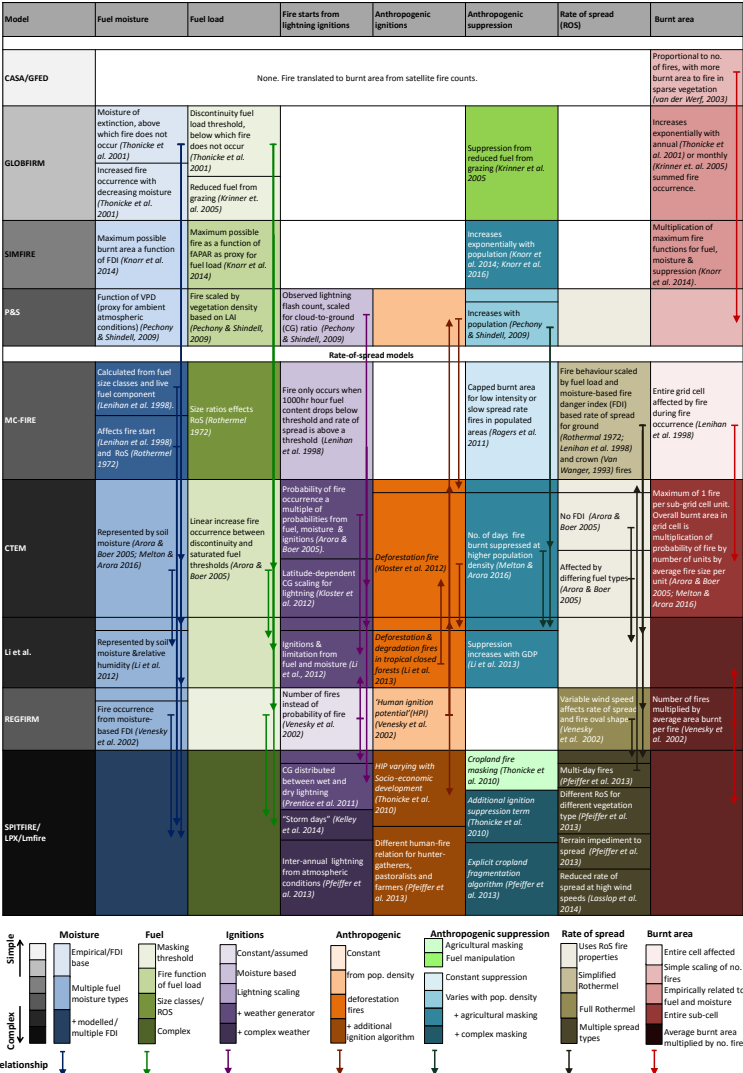 Model
Fuel moisture
Fuel load
Fire starts from
lightning ignitions
Anthropogenic
ignitions
Anthropogenic
suppression
Rate of spread
(ROS)
Burnt area
CASA/GFED
None. Fire translated to burnt area from satellite fire counts.
Proportional to no.
of fires, with more
burnt area to fire in
sparse vegetation
(van der Werf, 2003)
GLOBFIRM
Moisture of
extinction, above
which fire does not
occur (Thonicke et al.
2001)
Increased fire
occurrence with
decreasing moisture
(Thonicke et al.
2001)
Discontinuity fuel
load threshold,
below which fire
does not occur
(Thonicke et al.
2001)
Reduced fuel from
grazing (Krinner
et. al. 2005)
Suppression from
reduced fuel from
grazing (Krinner et al.
2005
Increases
exponentially with
annual (Thonicke
et al. 2001) or monthly
(Krinner et al. 2005)
summed fire
occurrence.
SIMFIRE
Maximum possible
burnt area a function
of FDI (Knorr et al.
2014)
Maximum possible
fire as a function of
fAPAR as proxy for
fuel load (Knorr et al.
2014)
Increases
exponentially with
population (Knorr et
al. 2014; Knorr et al.
2016)
Multiplication of
maximum fire
functions for fuel,
moisture &
suppression (Knorr
et al. 2014).
P&S
Function of VPD
(proxy for ambient
atmospheric
conditions) (Pechony
& Shindell, 2009)
Fire scaled by
vegetation density
based on LAI
(Pechony & Shindell,
2009)
Observed lightning
flash count, scaled
for cloud-to-ground
(CG) ratio (Pechony
& Shindell, 2009)
Increases with
population (Pechony
& Shindell, 2009)
Rate-of-spread models
MC-FIRE
Calculated from fuel
size classes and live
fuel component
(Lenihan et al. 1998).
Affects fire start
(Lenihan et al. 1998)
and RoS (Rothermel
1972)
Size ratios effects
RoS (Rothermel
1972)
Fire only occurs when
1000hr hour fuel
content drops below
threshold and rate of
spread is above a
threshold (Lenihan
et al. 1998)
Capped burnt area
for low intensity or
slow spread rate
fires in populated
areas (Rogers et al.
2011)
Fire behaviour scaled
by fuel load and
moisture-based fire
danger index (FDI)
based rate of spread
for ground
(Rothermal 1972;
Lenihan et al. 1998)
and crown (Van
Wanger, 1993) fires
Entire grid cell
affected by fire
during fire
occurrence (Lenihan
et al. 1998)
CTEM
Represented by soil
moisture (Arora &
Boer 2005; Melton &
Arora 2016)
Linear increase fire
occurrence between
discontinuity and
saturated fuel
thresholds (Arora &
Boer 2005)
Probability of fire
occurrence a
multiple of
probabilities from
fuel, moisture &
ignitions (Arora &
Boer 2005).
Latitude-dependent
CG scaling for
lightning (Kloster et
al. 2012)
Deforestation fire
(Kloster et al. 2012)
No. of days fire
burnt suppressed at
higher population
density (Melton &
Arora 2016)
No FDI (Arora &
Boer 2005)
Affected by
differing fuel types
(Arora & Boer
2005)
Maximum of 1 fire
per sub-grid cell unit.
Overall burnt area in
grid cell is
multiplication of
probability of fire by
number of units by
average fire size per
unit (Arora & Boer
2005; Melton &
Arora 2016)
Li et al.
Represented by soil
moisture &relative
humidity (Li et al.
2012)
Ignitions &
limitation from
fuel and moisture (Li
et al., 2012)
Deforestation &
degradation fires
in tropical closed
forests (Li et al.
2013)
Suppression
increases with GDP
(Li et al. 2013)
REGFIRM
Fire occurrence
from moisture-
based FDI (Venesky
et al. 2002)
Number of fires
instead of
probability of fire
(Venesky et al.
2002)
'Human ignition
potential'(HPI)
(Venesky et al.
2002)
Variable wind speed
affects rate of spread
and fire oval shape
(Venesky
et al. 2002)
Number of fires
multiplied by
average area burnt
per fire (Venesky et
al. 2002)
SPITFIRE/
LPX/Lmfire
CG distributed
between wet and
dry lightning
(Prentice et al. 2011)
"Storm days" (Kelley
et al. 2014)
Inter-annual lightning
from atmospheric
conditions (Pfeiffer et
al. 2013)
HIP varying with
Socio-economic
development
(Thonicke et al.
2010)
Different human-fire
relation for hunter-
gatherers,
pastoralists and
farmers (Pfeiffer et
al. 2013)
Cropland fire
masking (Thonicke et
al. 2010)
Additional ignition
suppression term
(Thonicke et al.
2010)
Explicit cropland
fragmentation
algorithm (Pfeiffer et
al. 2013)
Multi-day fires
(Pfeiffer et al. 2013)
Different RoS for
different vegetation
type (Pfeiffer et al.
2013)
Terrain impediment to
spread (Pfeiffer et al.
2013)
Reduced rate of
spread at high wind
speeds (Lasslop et al.
2014)
Simple
Complex
Moisture
Empirical/FDI
base
Multiple fuel
moisture types
+ modelled/
multiple FDI
Fuel
Masking
threshold
Fire function
of fuel load
Size classes/
ROS
Complex
Ignitions
Constant/assumed
Moisture based
Lightning scaling
+ weather generator
+ complex weather
Anthropogenic
Constant
from pop. density
deforestation
fires
+ additional
ignition algorithm
Anthropogenic suppression
Agricultural masking
Fuel manipulation
Constant suppression
Varies with pop. density
+ agricultural masking
+ complex masking
Rate of spread
Uses RoS fire
properties
Simplified
Rothermel
Full Rothermel
Multiple spread
types
Burnt area
Entire cell affected
Simple scaling of no.
fires
Empirically related to
fuel and moisture
Entire sub-cell
Average burnt area
multiplied by no. fire
elationship